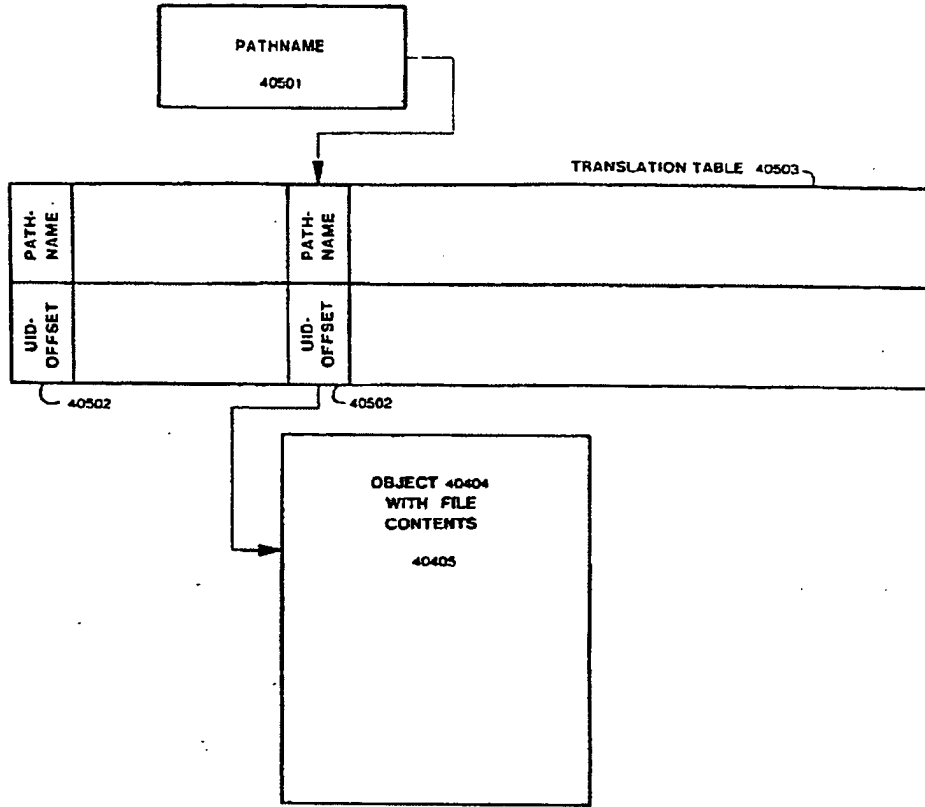 PATHNAME
40501
TRANSLATION TABLE 40503
PATH-
NAME
PATH-
NAME
UID-
OFFSET
UID-
OFFSET
40502
40502
OBJECT 40404
WITH FILE
CONTENTS
40405